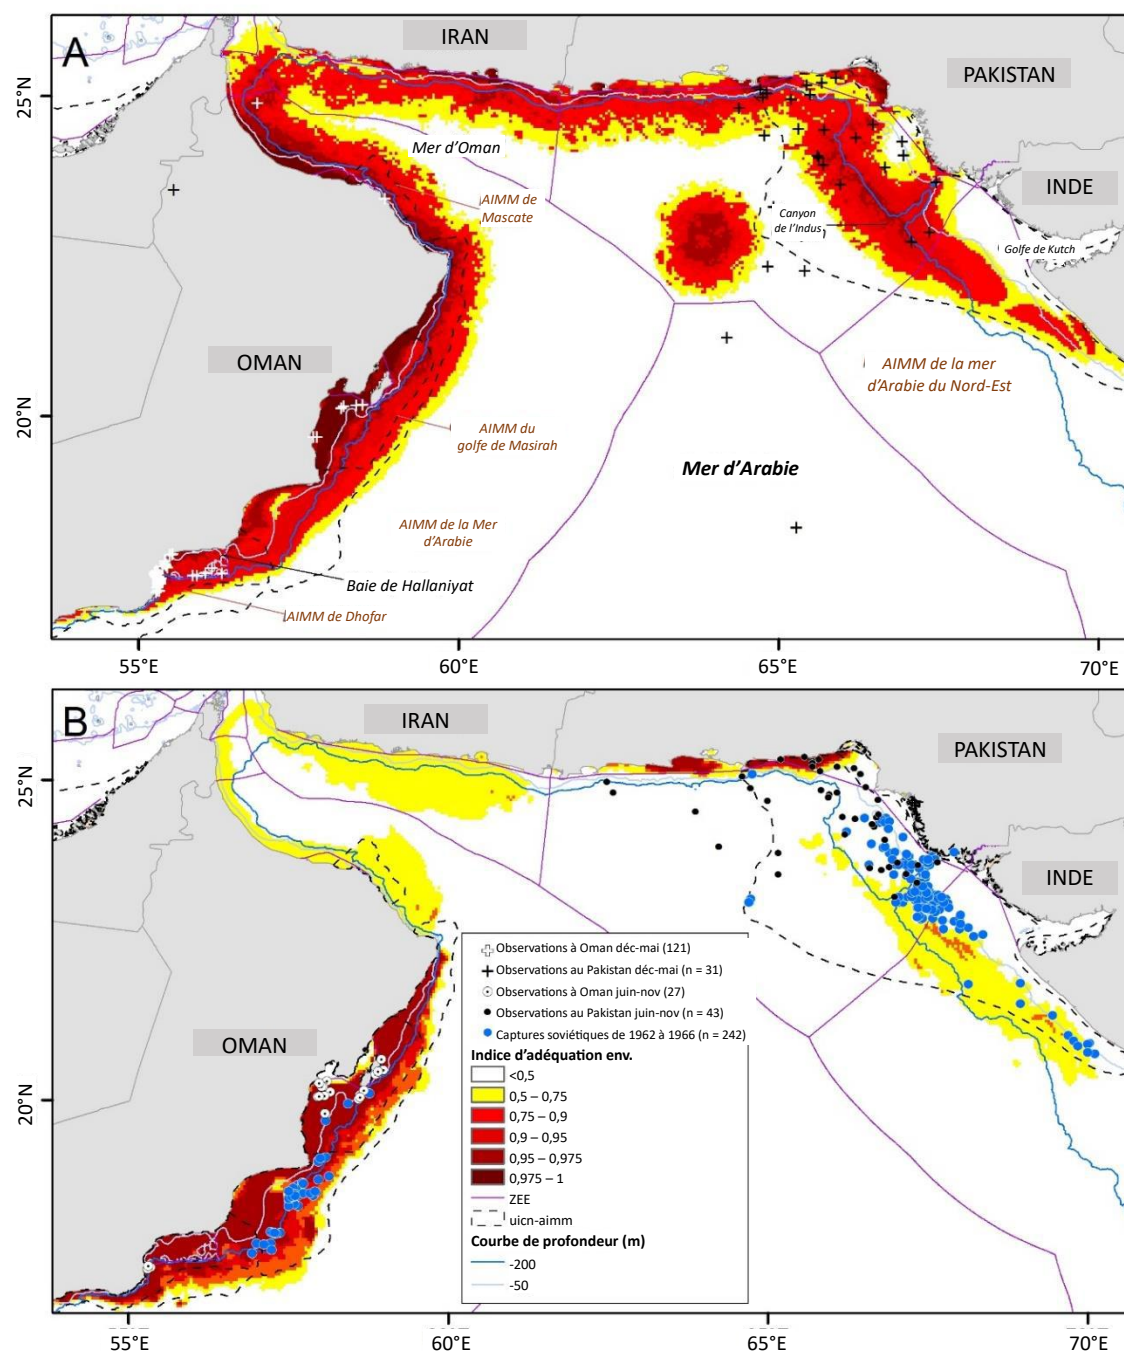 A
IRAN
PAKISTAN
25°N
Mer d'Oman
AIMM de
Mascate
INDE
Canyon
de l'Indus
Golfe de Kutch
OMAN
AIMM de la mer
d'Arabie du Nord-Est
20°N
AIMM du
golfe de Masirah
Mer d'Arabie
AIMM de la Mer
d'Arabie
Baie de Hallaniyat
AIMM de Dhofar
55°E
60°E
65°E
70°E
B
IRAN
PAKISTAN
25°N
INDE
OMAN
20°N
Observations à Oman déc-mai (121)
Observations au Pakistan déc-mai (n = 31)
Observations à Oman juin-nov (27)
Observations au Pakistan juin-nov (n = 43)
Captures soviétiques de 1962 à 1966 (n = 242)
Indice d'adéquation env.
<0,5
0,5 – 0,75
0,75 – 0,9
0,9 – 0,95
0,95 – 0,975
0,975 – 1
ZEE
uicn-aimm
Courbe de profondeur (m)
-200
-50
55°E
60°E
65°E
70°E